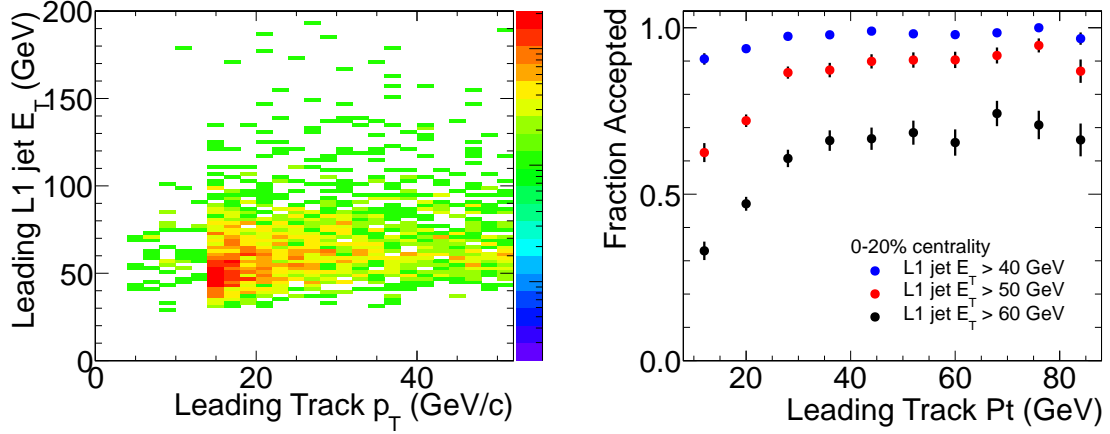 Leading L1 jet E_T (GeV)
200
150
100
50
0
0
20
40
Leading Track p_T (GeV/c)
Fraction Accepted
1.0
0.5
0.0
0-20% centrality
L1 jet E_T > 40 GeV
L1 jet E_T > 50 GeV
L1 jet E_T > 60 GeV
20
40
60
80
Leading Track Pt (GeV)